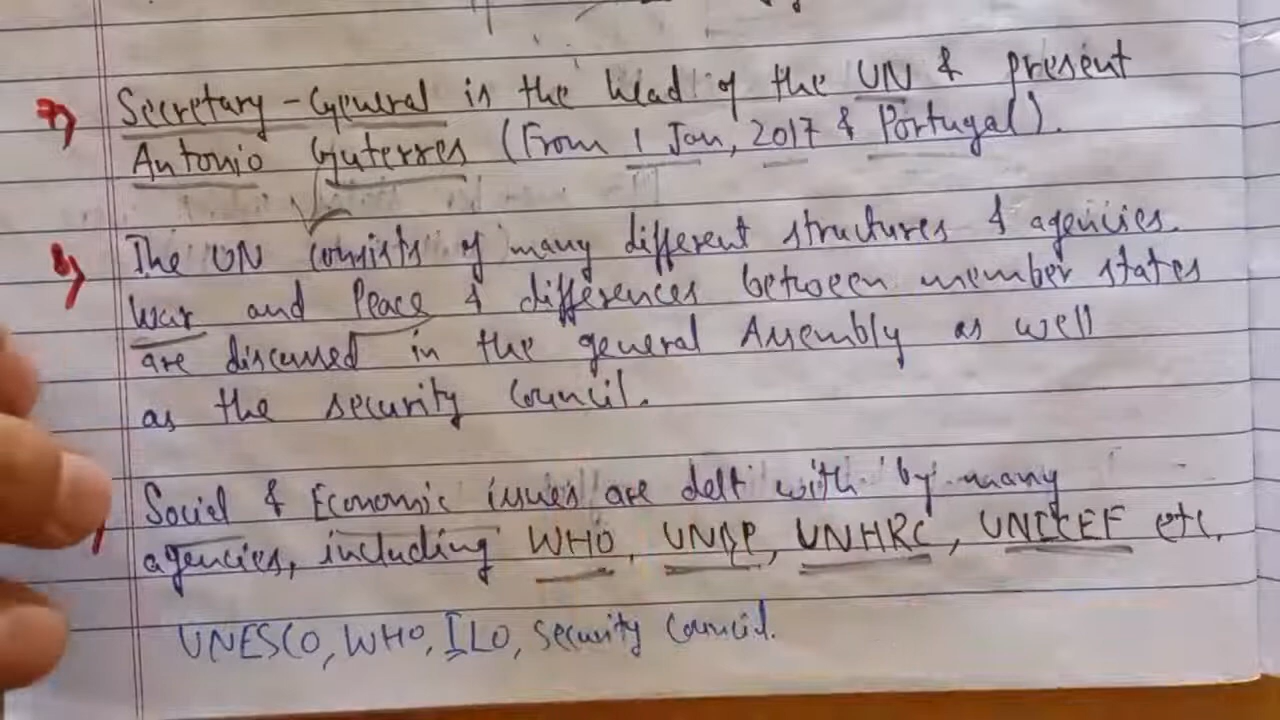 7) Secretary-General is the head of the UN & present
Antonio Guterres (From 1 Jan, 2017 & Portugal).
8) The UN consists of many different structures & agencies.
War and Peace & differences between member states
are discussed in the general Assembly as well
as the security Council.
Social & Economic issues are delt with by many
agencies, including WHO, UNDP, UNHRC, UNICEF etc.
UNESCO, WHO, ILO, Security Council.